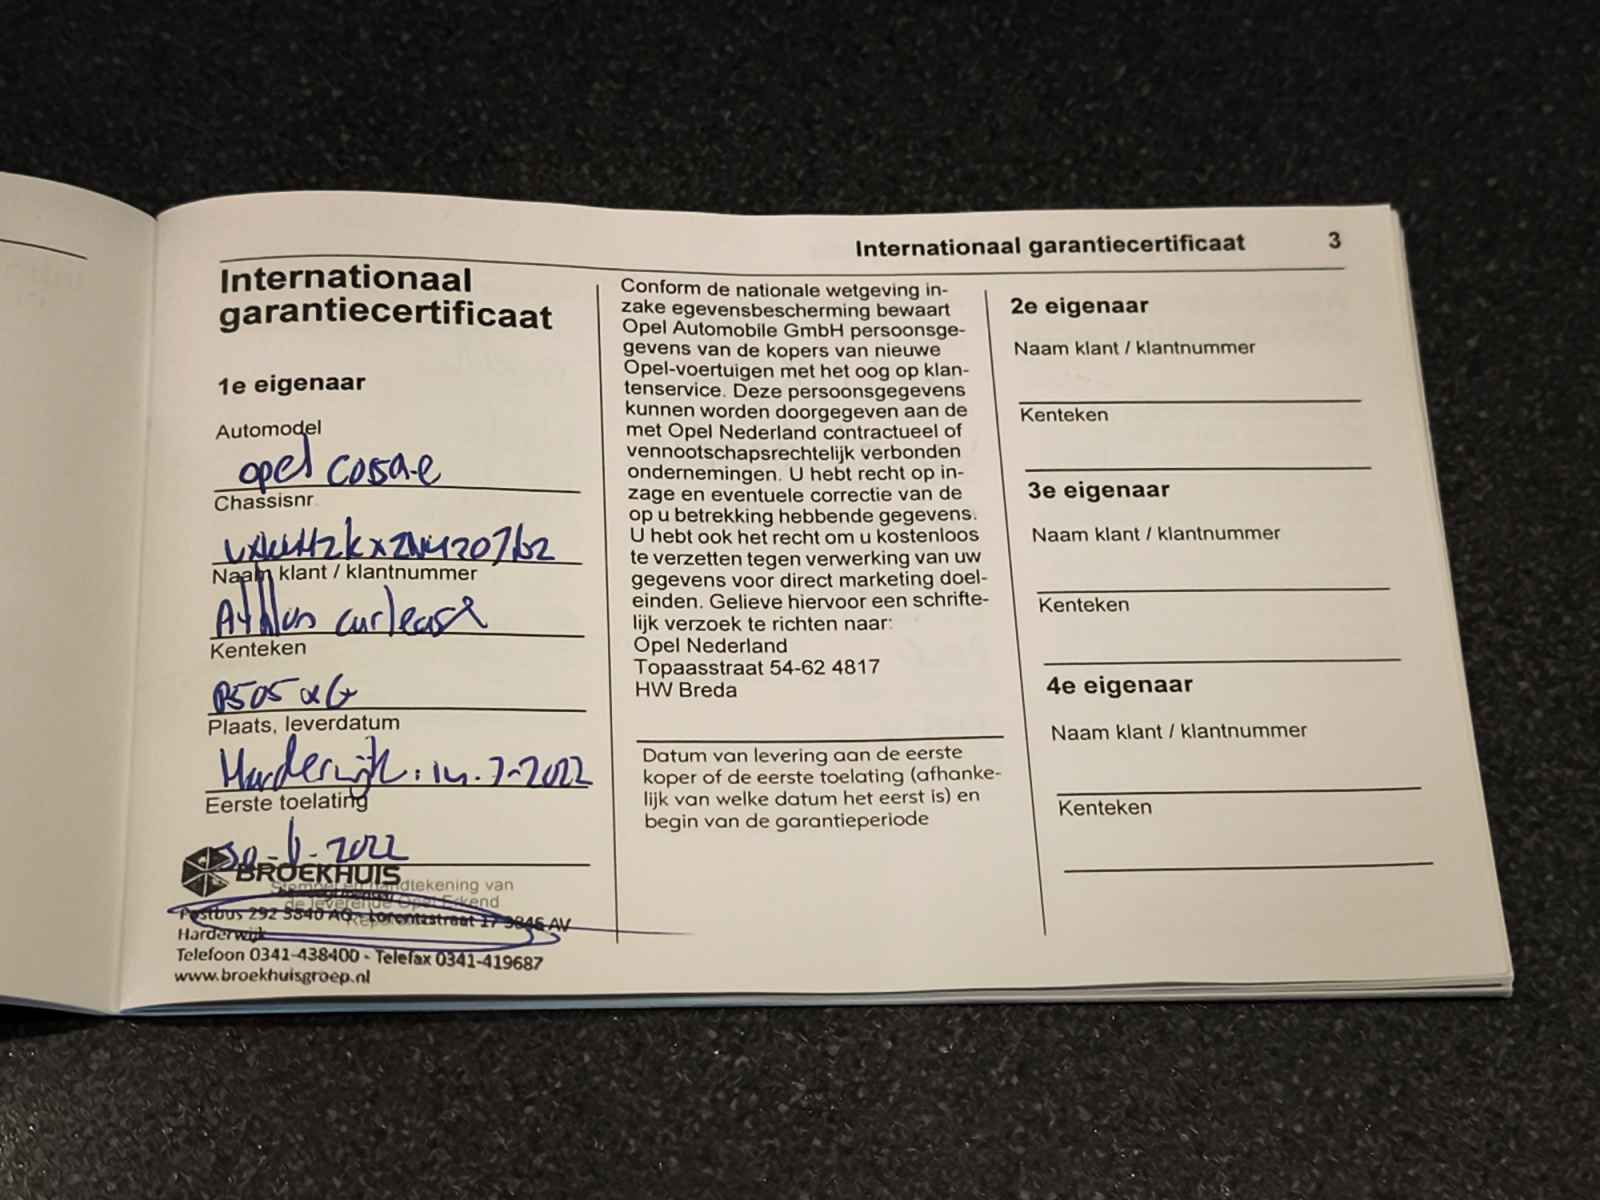 Internationaal garantiecertificaat 3
Internationaal
garantiecertificaat
1e eigenaar
Automodel
opel corsa-e
Chassisnr.
Naam klant / klantnummer
Athlon carlease
Kenteken
P505 XG
Plaats, leverdatum
Harderwijk. 14.7-2022
Eerste toelating
30-6-2022
BROEKHUIS
Stempel en handtekening van
de leverende Opel Erkend
Postbus 292 3840 AG - Lorentzstraat 17 3846 AV
Harderwijk
Telefoon 0341-438400 - Telefax 0341-419687
www.broekhuisgroep.nl
Conform de nationale wetgeving in-
zake egevensbescherming bewaart
Opel Automobile GmbH persoonsge-
gevens van de kopers van nieuwe
Opel-voertuigen met het oog op klan-
tenservice. Deze persoonsgegevens
kunnen worden doorgegeven aan de
met Opel Nederland contractueel of
vennootschapsrechtelijk verbonden
ondernemingen. U hebt recht op in-
zage en eventuele correctie van de
op u betrekking hebbende gegevens.
U hebt ook het recht om u kostenloos
te verzetten tegen verwerking van uw
gegevens voor direct marketing doel-
einden. Gelieve hiervoor een schrifte-
lijk verzoek te richten naar:
Opel Nederland
Topaasstraat 54-62 4817
HW Breda
Datum van levering aan de eerste
koper of de eerste toelating (afhanke-
lijk van welke datum het eerst is) en
begin van de garantieperiode
2e eigenaar
Naam klant / klantnummer
Kenteken
3e eigenaar
Naam klant / klantnummer
Kenteken
4e eigenaar
Naam klant / klantnummer
Kenteken